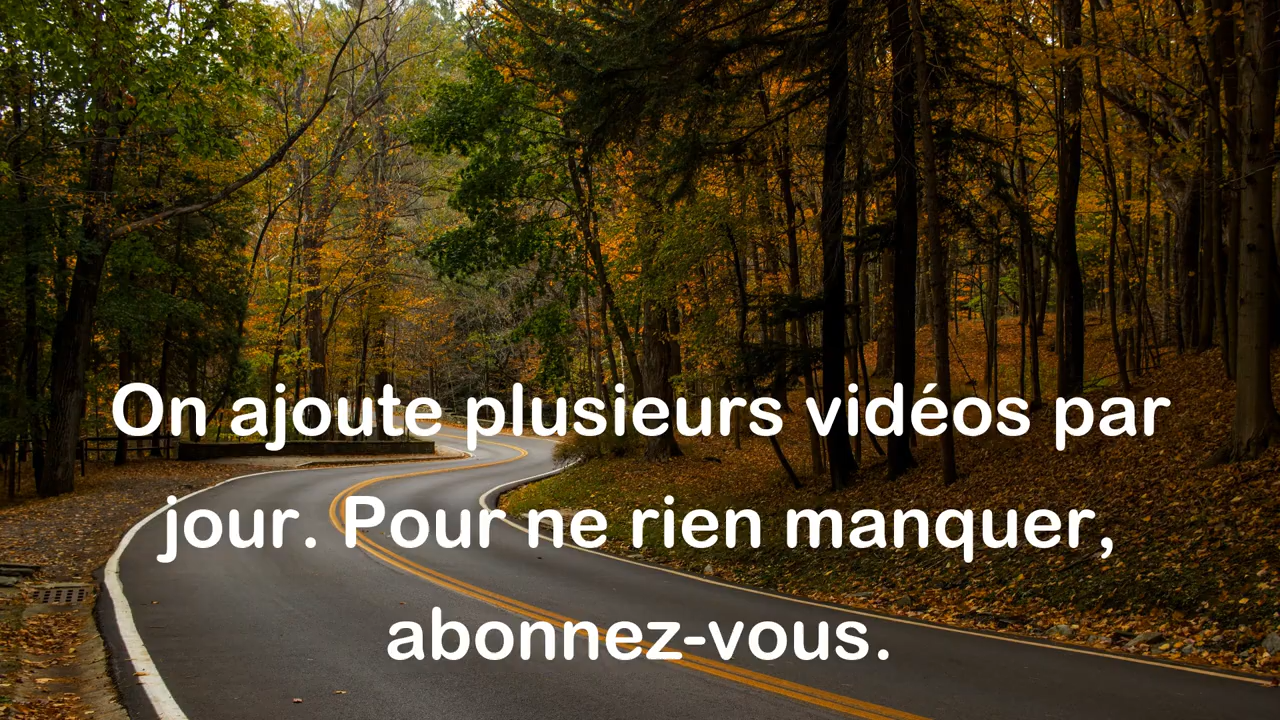 On ajoute plusieurs vidéos par
jour. Pour ne rien manquer,
abonnez-vous.